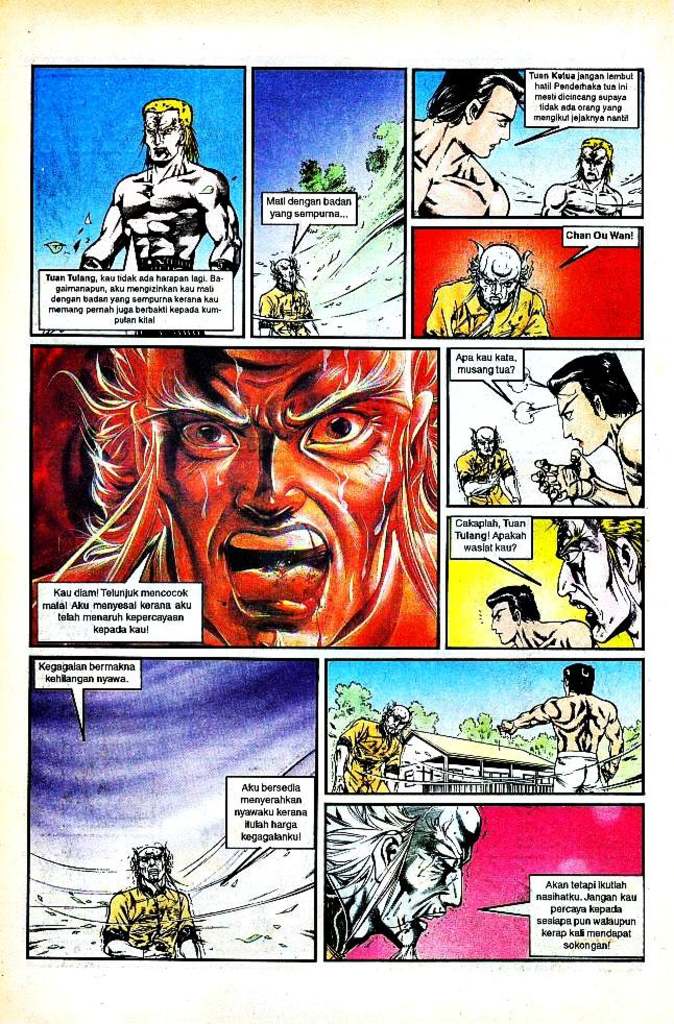 Tuan Tulang, kau tidak ada harapan lagi. Ba-
gaimanapun, aku mengizinkan kau mati
dengan badan yang sempurna kerana kau
memang pernah berbakti kepada kum-
pulan kita!
Mati dengan badan
yang sempurna...
Tuan Ketua jangan lembut
hati! Penderhaka tua ini
mesti dicincang supaya
tidak ada orang yang
mengikut jejaknya nanti!
Chan Ou Wan!
Kau diam! Telunjuk mencocok
mata! Aku menyesal kerana aku
telah menaruh kepercayaan
kepada kau!
Apa kau kata,
musang tua?
Cakaplah, Tuan
Tulang! Apakah
wasiat kau?
Kegagalan bermakna
kehilangan nyawa.
Aku bersedia
menyerahkan
nyawaku kerana
itulah harga
kegagalanku!
Akan tetapi ikutlah
nasihatku. Jangan kau
percaya kepada
sesiapa pun walaupun
kerap kali mendapat
sokongan!